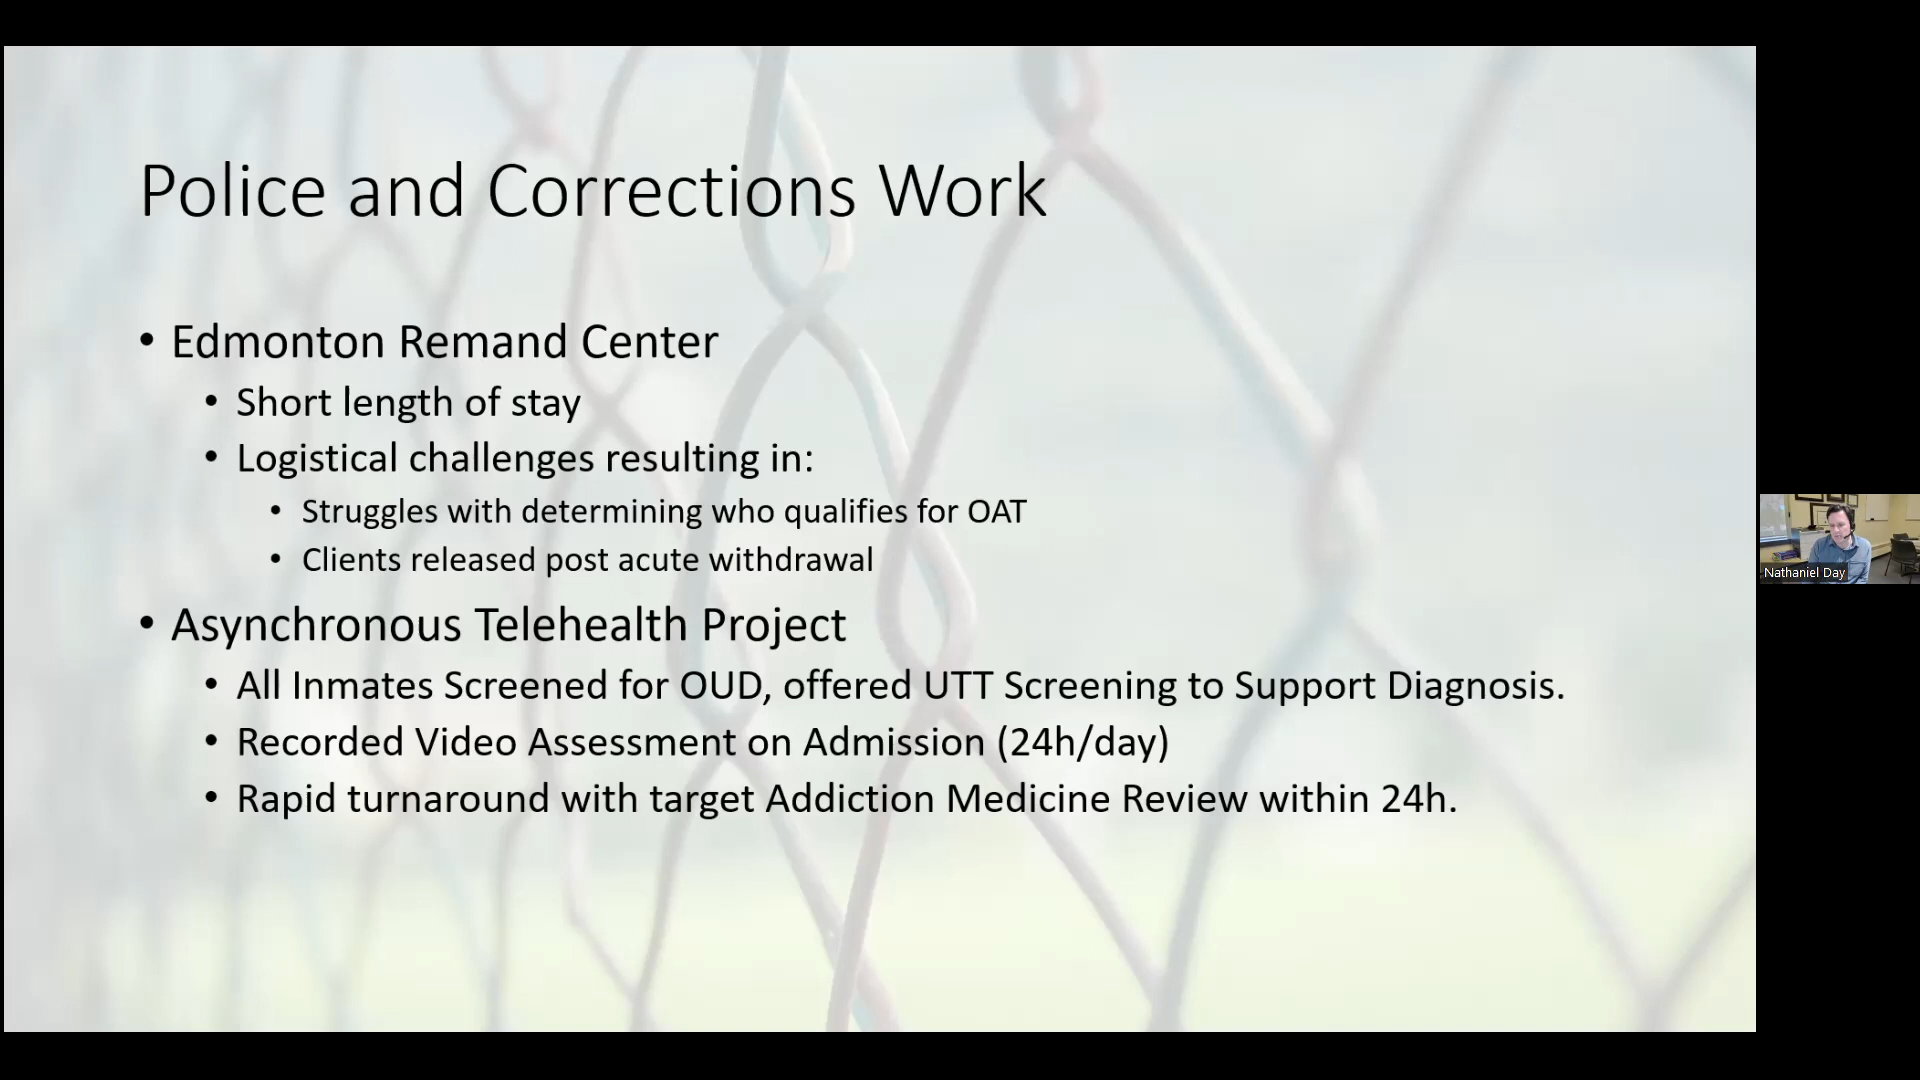 Police and Corrections Work
• Edmonton Remand Center
• Short length of stay
• Logistical challenges resulting in:
• Struggles with determining who qualifies for OAT
• Clients released post acute withdrawal
• Asynchronous Telehealth Project
• All Inmates Screened for OUD, offered UTT Screening to Support Diagnosis.
• Recorded Video Assessment on Admission (24h/day)
• Rapid turnaround with target Addiction Medicine Review within 24h.
Nathaniel Day